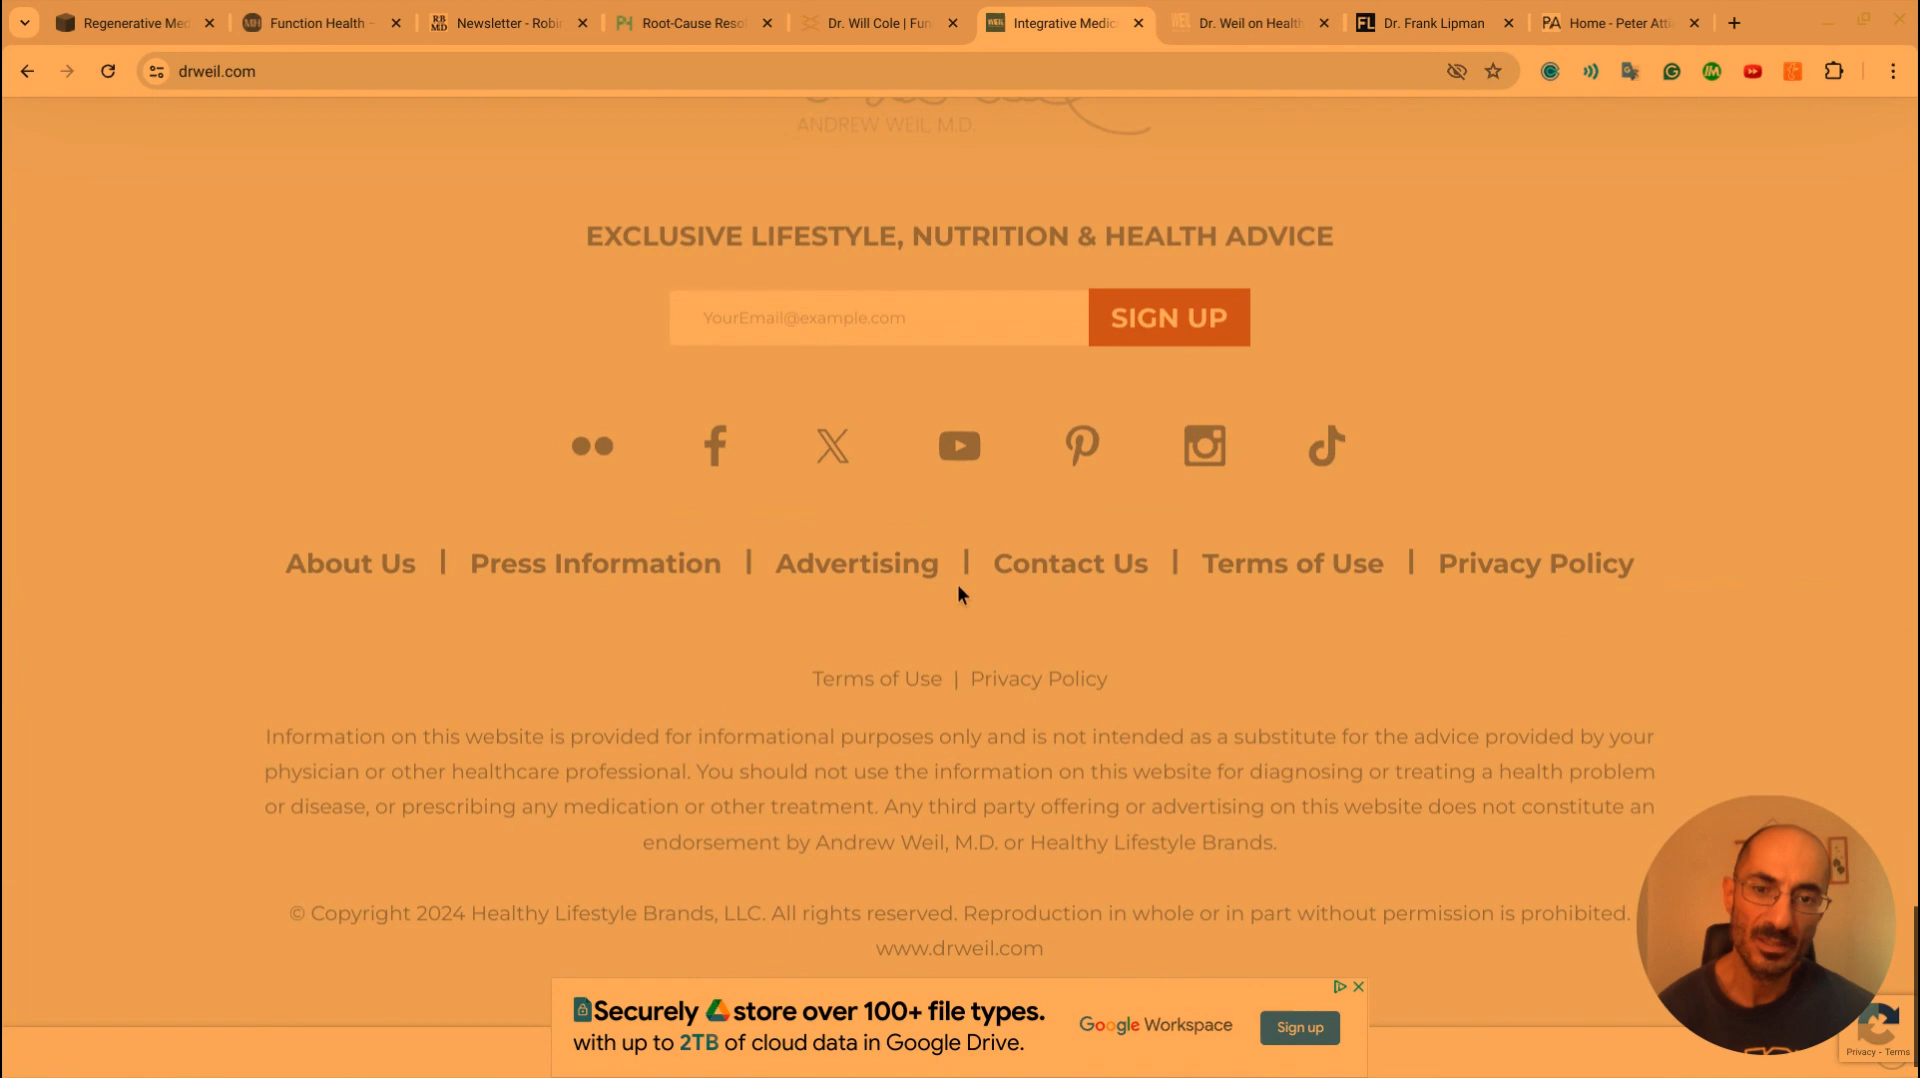 Regenerative Med
Function Health –
RB MD
Newsletter - Robin
Root-Cause Reso
Dr. Will Cole | Fun
Integrative Medic
Dr. Weil on Health
FL
Dr. Frank Lipman
PA
Home - Peter Atti
drweil.com
ANDREW WEIL, M.D.
EXCLUSIVE LIFESTYLE, NUTRITION & HEALTH ADVICE
YourEmail@example.com
SIGN UP
About Us | Press Information | Advertising | Contact Us | Terms of Use | Privacy Policy
Terms of Use | Privacy Policy
Information on this website is provided for informational purposes only and is not intended as a substitute for the advice provided by your
physician or other healthcare professional. You should not use the information on this website for diagnosing or treating a health problem
or disease, or prescribing any medication or other treatment. Any third party offering or advertising on this website does not constitute an
endorsement by Andrew Weil, M.D. or Healthy Lifestyle Brands.
© Copyright 2024 Healthy Lifestyle Brands, LLC. All rights reserved. Reproduction in whole or in part without permission is prohibited.
www.drweil.com
Securely store over 100+ file types.
with up to 2TB of cloud data in Google Drive.
Google Workspace
Sign up
Privacy - Terms